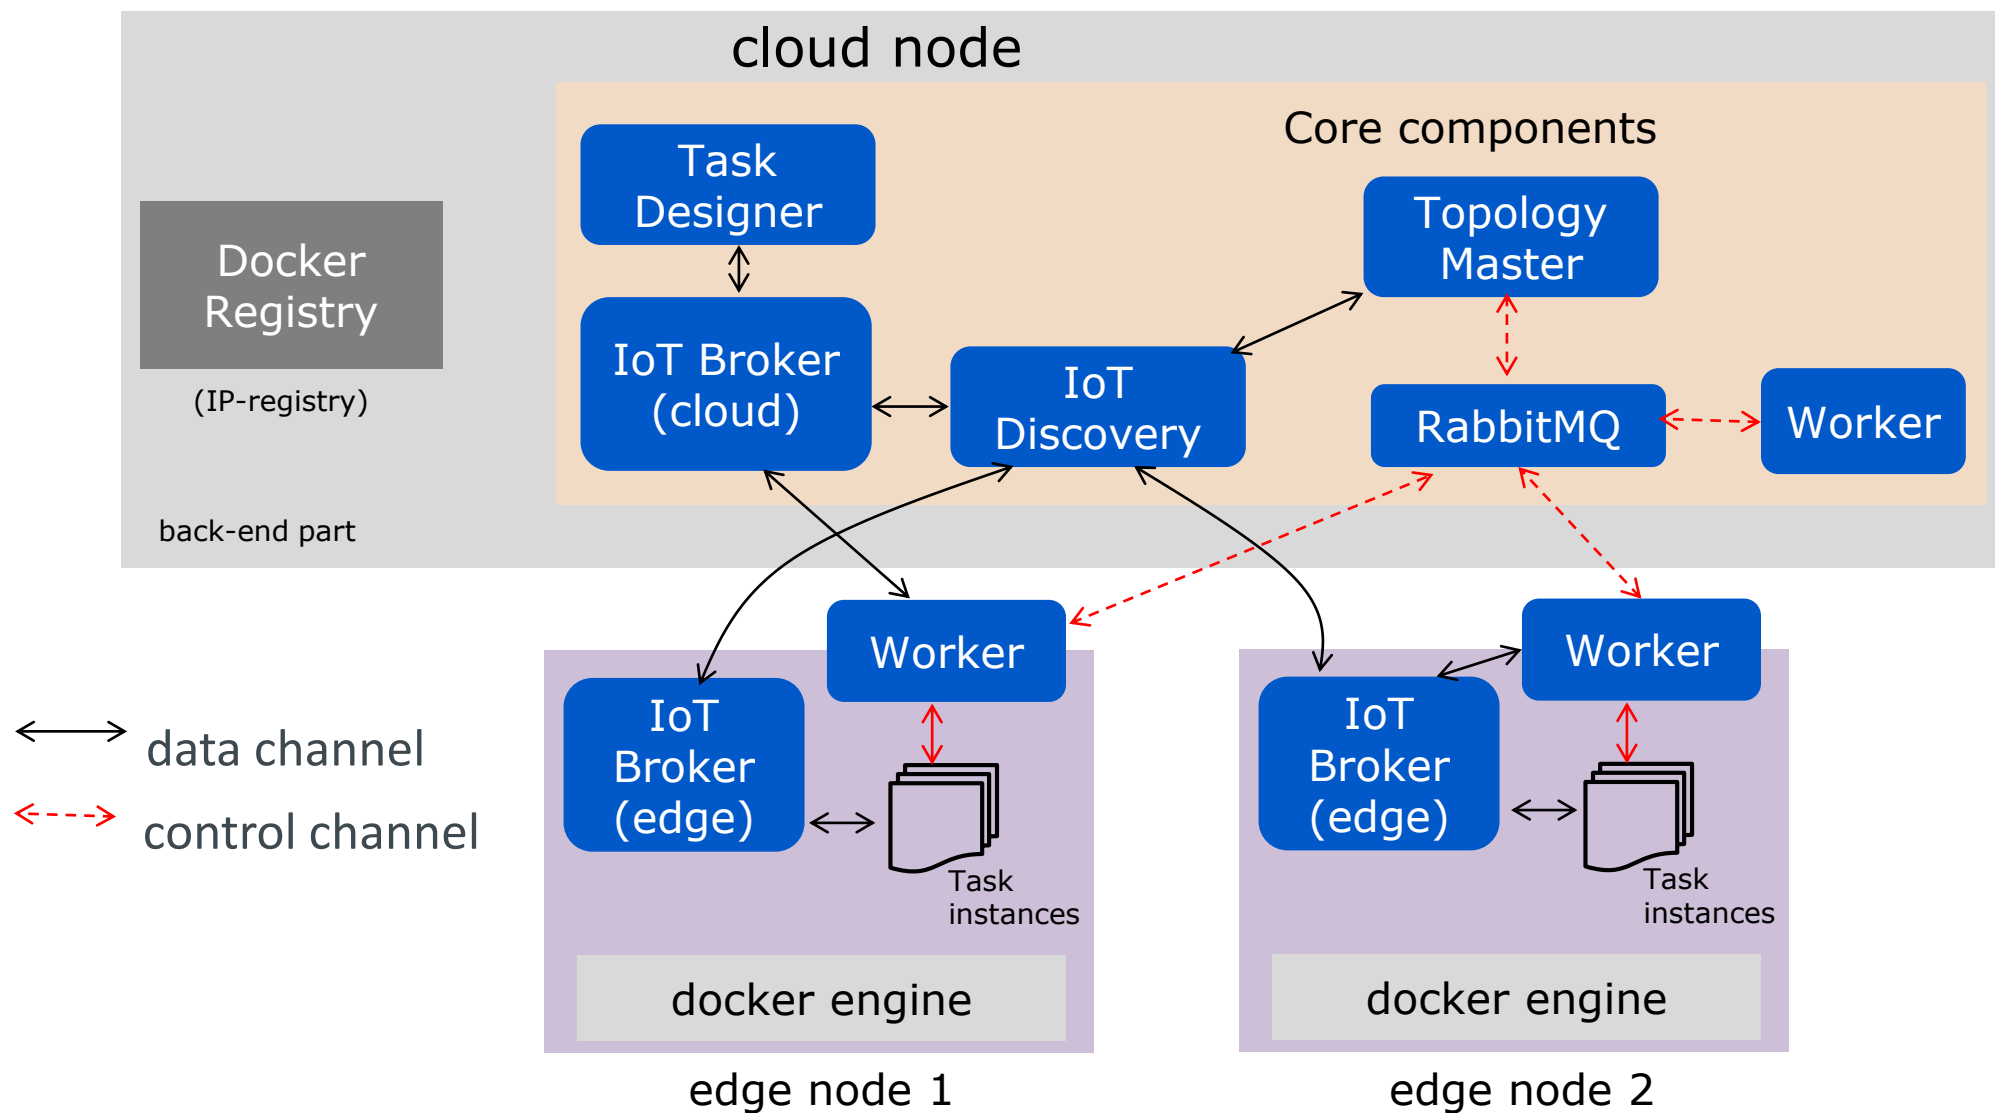 cloud node
Core components
Task
Designer
Topology
Master
Docker
Registry
(IP-registry)
IoT Broker
(cloud)
IoT
Discovery
RabbitMQ
Worker
back-end part
Worker
Worker
IoT
Broker
(edge)
IoT
Broker
(edge)
data channel
control channel
Task
instances
Task
instances
docker engine
docker engine
edge node 1
edge node 2